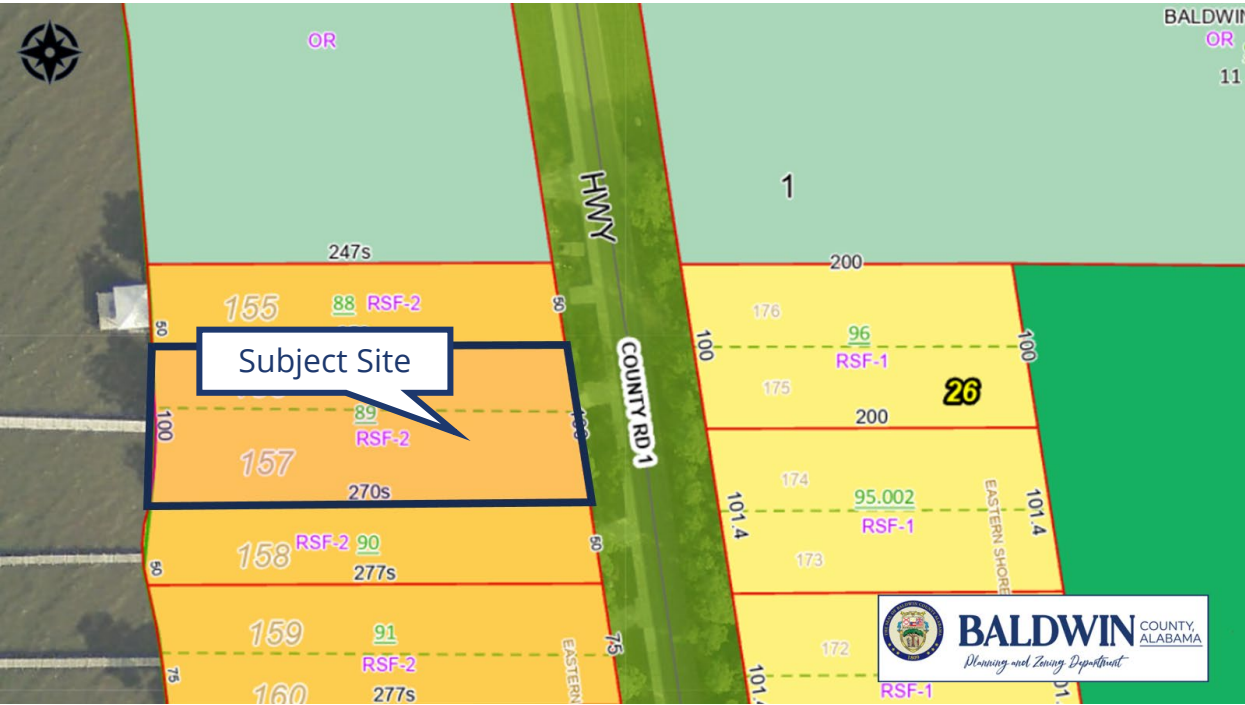 BALDWIN
OR
OR
11
HWY
1
247s
200
155
88 RSF-2
50
50
176
96
100
100
RSF-1
Subject Site
COUNTY RD 1
175
26
100
89
RSF-2
200
157
270s
174
95.002
EASTERN SHORE
101.4
101.4
RSF-1
158
RSF-2 90
50
50
277s
173
159
91
75
75
RSF-2
EASTERN
160
277s
172
101.4
RSF-1
BALDWIN COUNTY, ALABAMA
Planning and Zoning Department